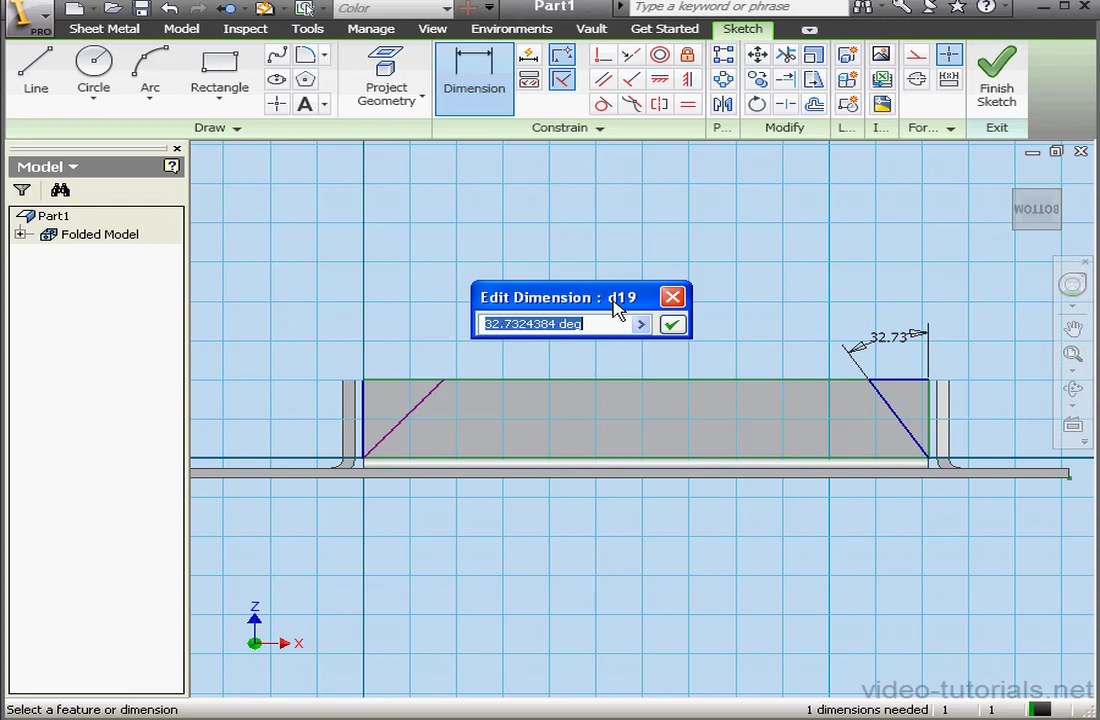 Color
Part1
Type a keyword or phrase
PRO
Sheet Metal
Model
Inspect
Tools
Manage
View
Environments
Vault
Get Started
Sketch
Line
Circle
Arc
Rectangle
A
Project
Geometry
Dimension
Finish
Sketch
Draw
Constrain
P...
Modify
L...
I...
For...
Exit
Model
Part1
Folded Model
BOTTOM
Edit Dimension : d19
32.7324384 deg
32.73
Z
X
video-tutorials.net
Select a feature or dimension
1 dimensions needed
1
1